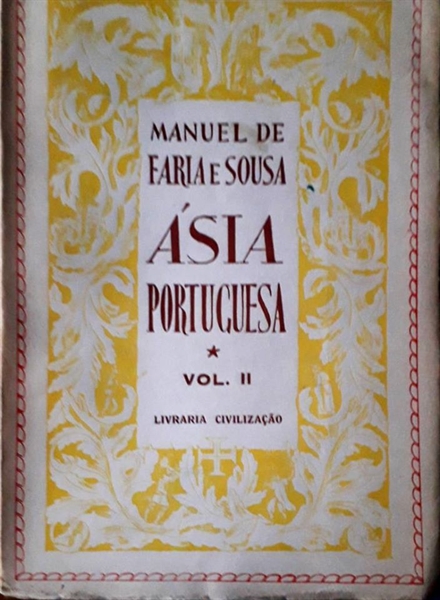 MANUEL DE
FARIA E SOUSA
ÁSIA
PORTUGUESA
VOL. II
LIVRARIA CIVILIZAÇÃO